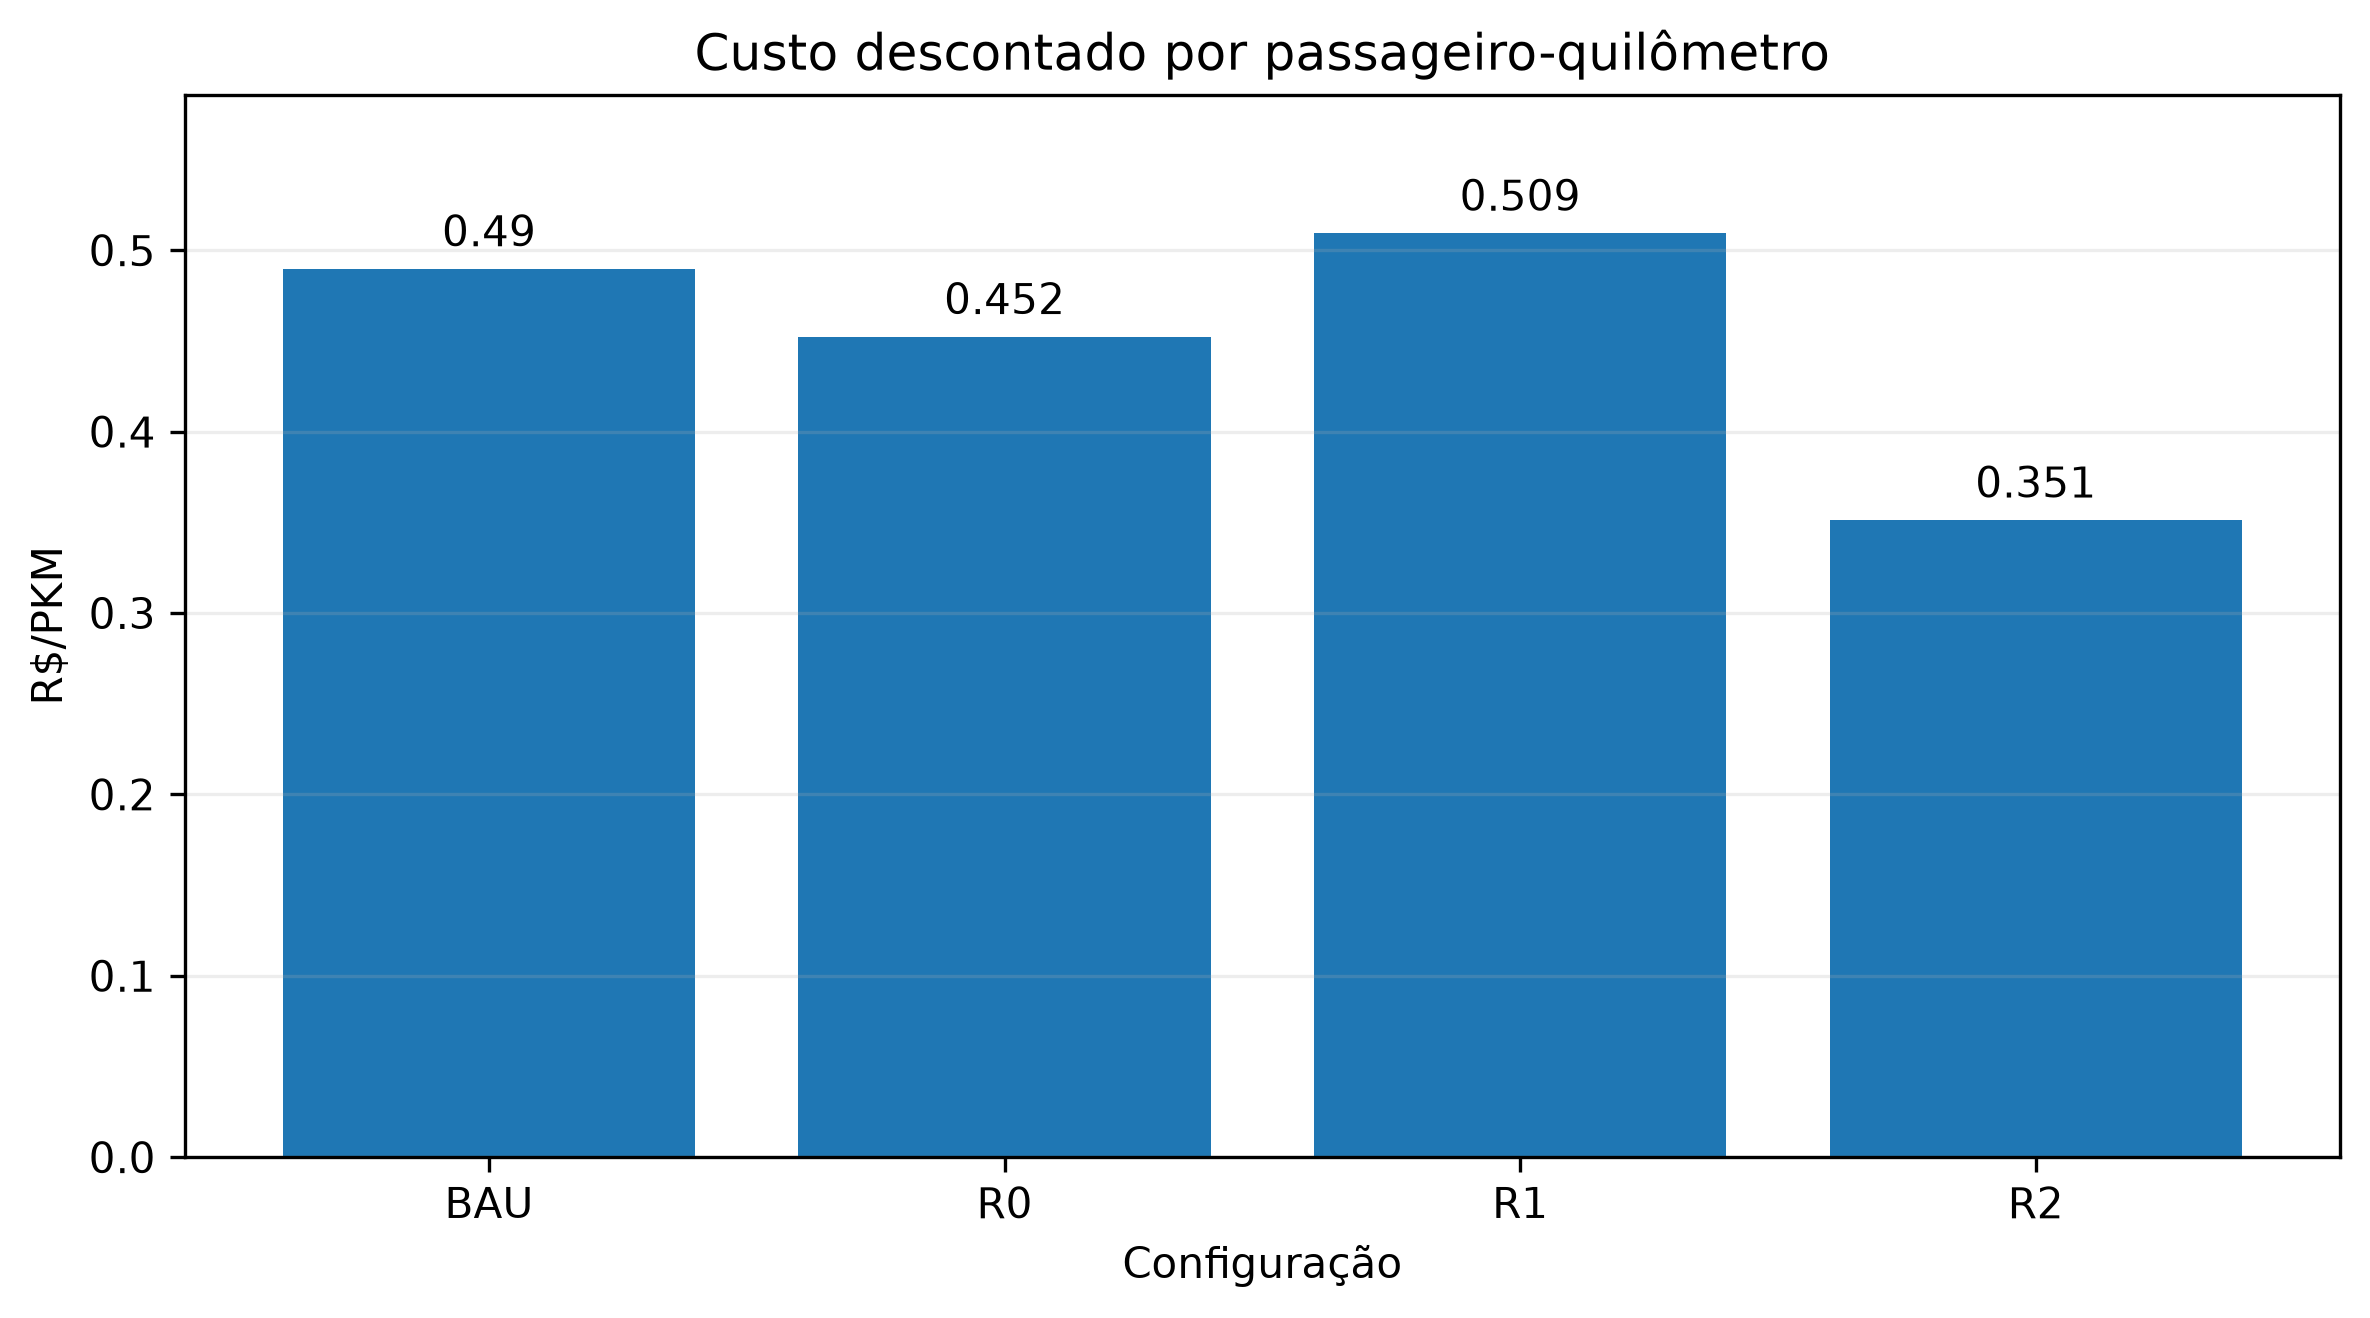 Custo descontado por passageiro-quilômetro
R$/PKM
0.5
0.4
0.3
0.2
0.1
0.0
0.49
0.452
0.509
0.351
BAU
R0
R1
R2
Configuração